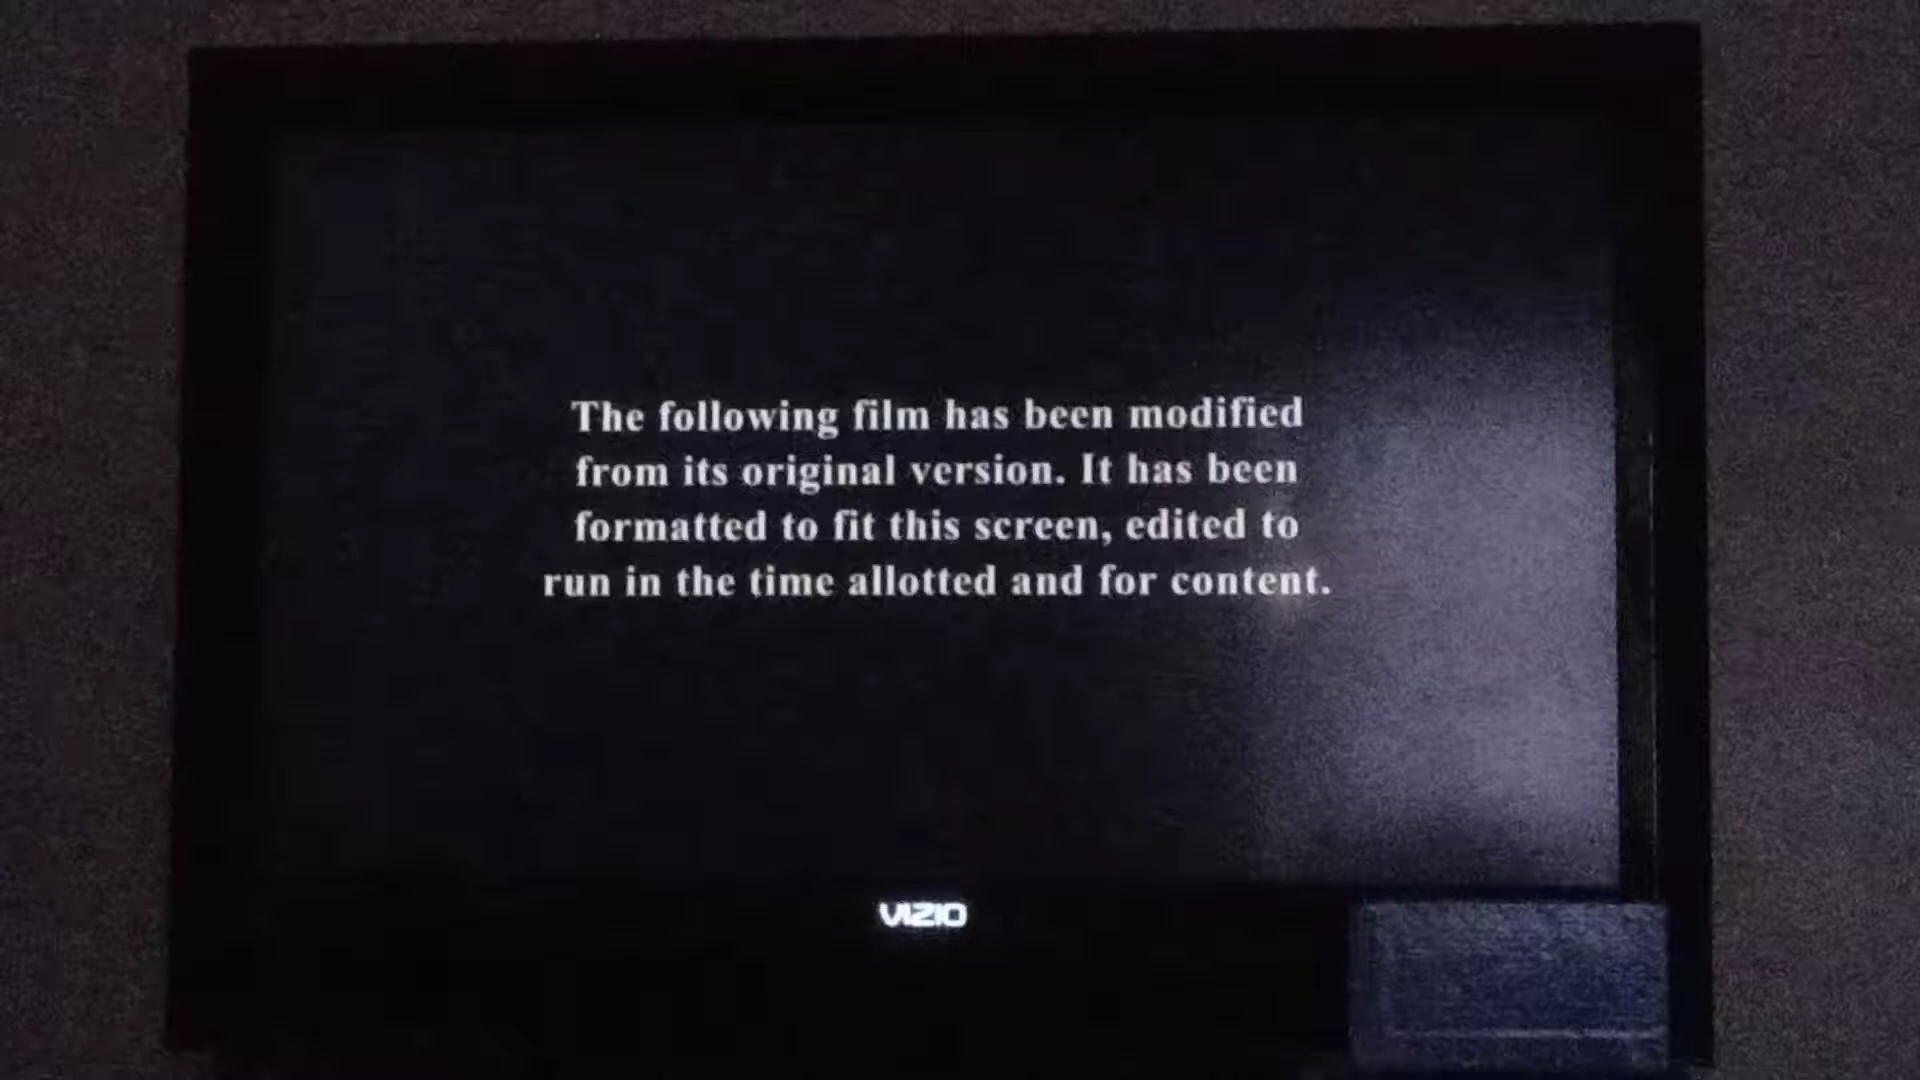 The following film has been modified
from its original version. It has been
formatted to fit this screen, edited to
run in the time allotted and for content.
VIZIO